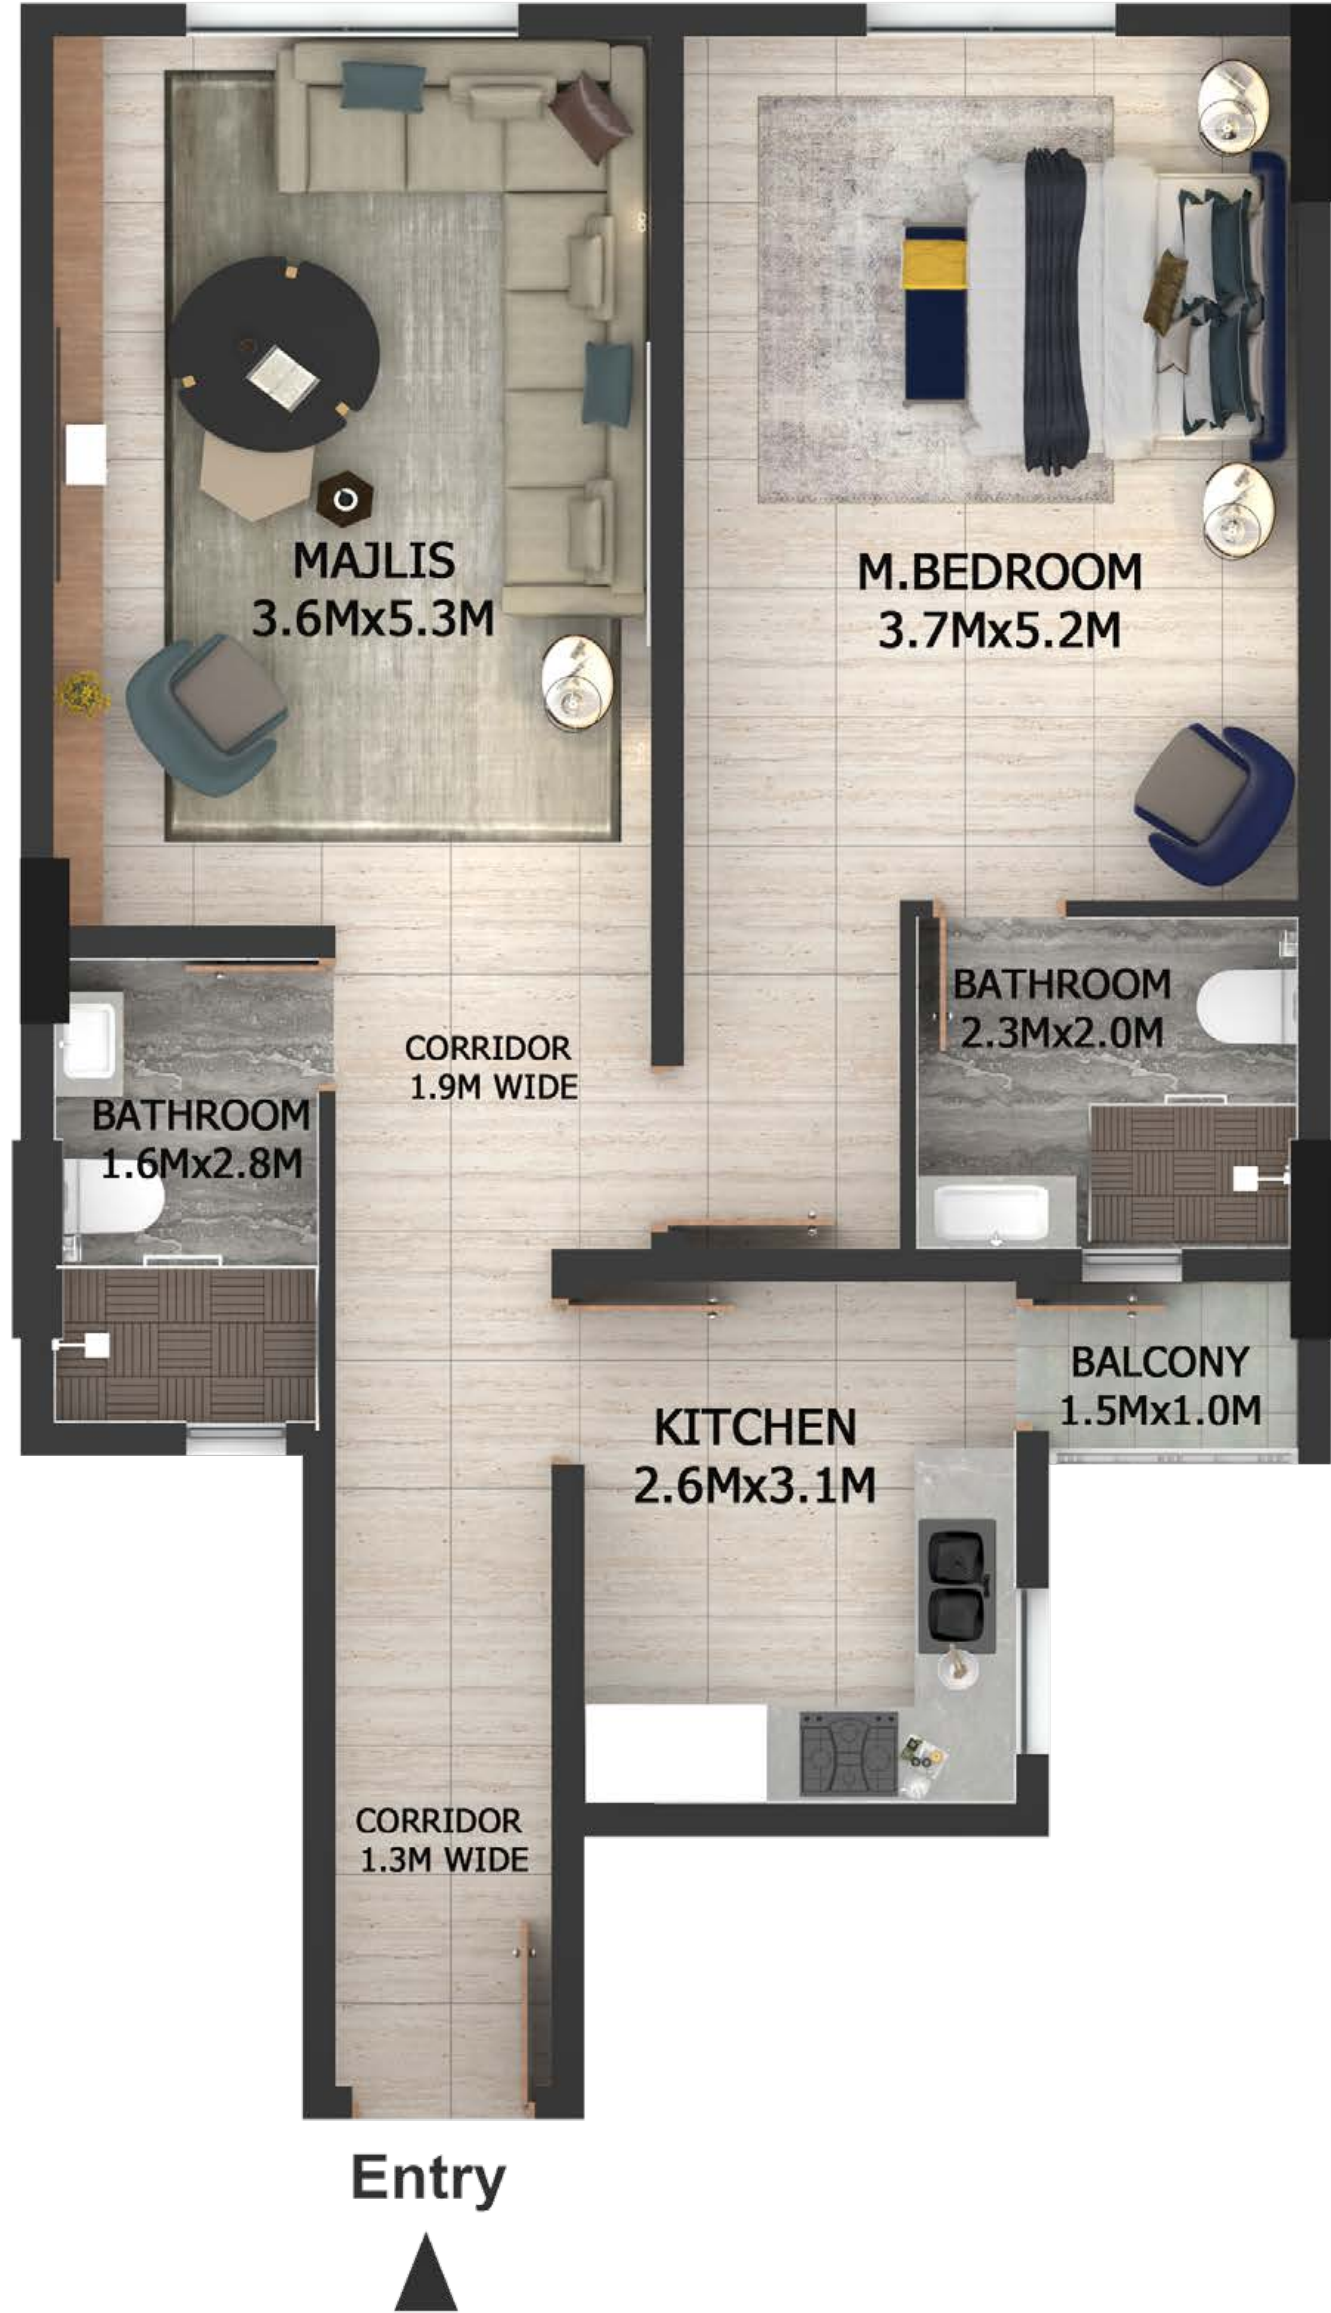 MAJLIS
3.6Mx5.3M
M.BEDROOM
3.7Mx5.2M
BATHROOM
2.3Mx2.0M
CORRIDOR
1.9M WIDE
BATHROOM
1.6Mx2.8M
BALCONY
1.5Mx1.0M
KITCHEN
2.6Mx3.1M
CORRIDOR
1.3M WIDE
Entry